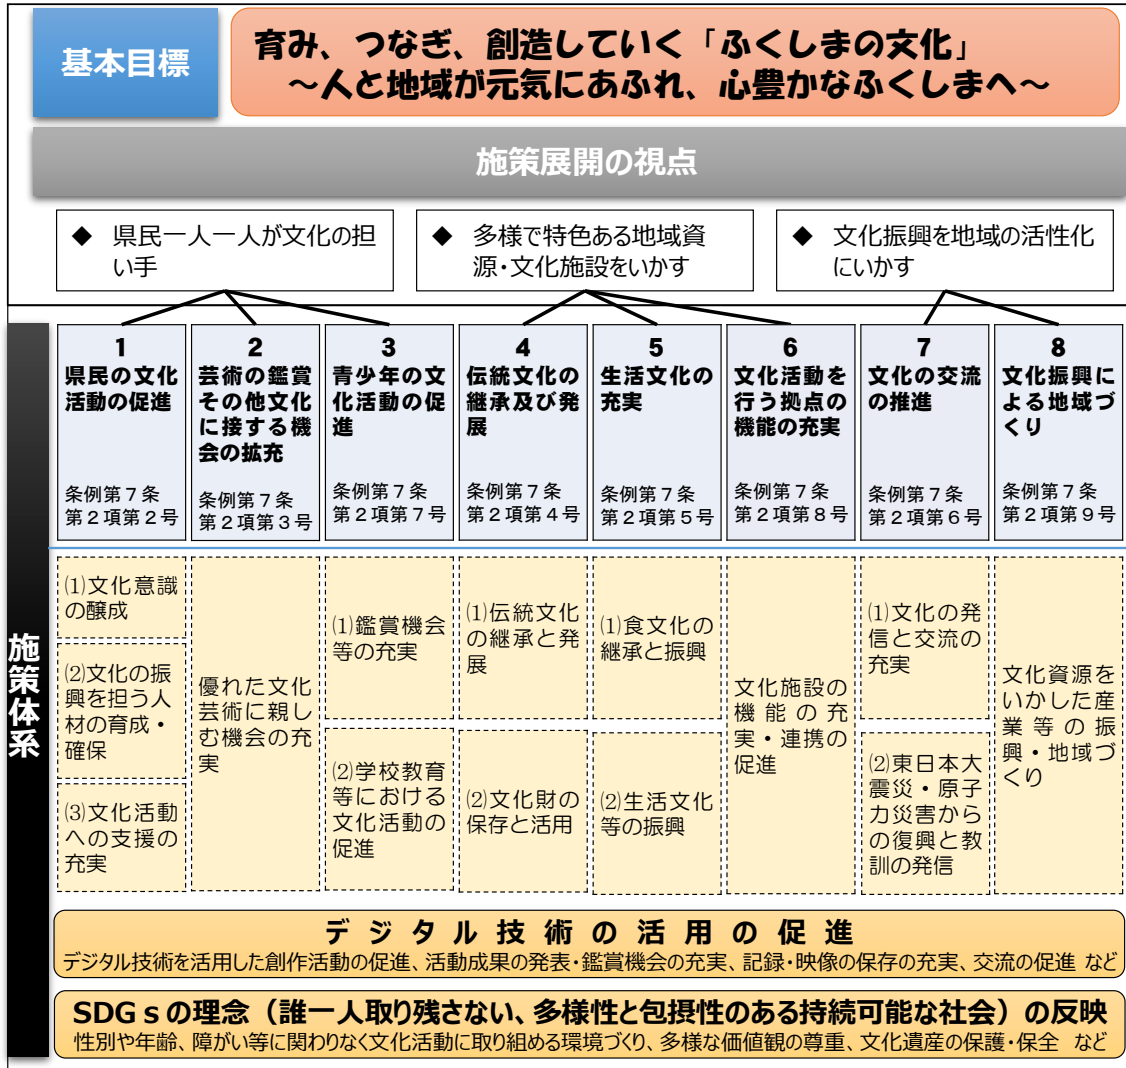 基本目標
育み、つなぎ、創造していく「ふくしまの文化」
～人と地域が元気にあふれ、心豊かなふくしまへ～
施策展開の視点
◆ 県民一人一人が文化の担
い手
◆ 多様で特色ある地域資
源・文化施設をいかす
◆ 文化振興を地域の活性化
にいかす
施策体系
1
県民の文化
活動の促進
条例第７条
第２項第２号
2
芸術の鑑賞
その他文化
に接する機
会の拡充
条例第７条
第２項第３号
3
青少年の文
化活動の促
進
条例第７条
第２項第７号
4
伝統文化の
継承及び発
展
条例第７条
第２項第４号
5
生活文化の
充実
条例第７条
第２項第５号
6
文化活動を
行う拠点の
機能の充実
条例第７条
第２項第８号
7
文化の交流
の推進
条例第７条
第２項第６号
8
文化振興に
よる地域づ
くり
条例第７条
第２項第９号
⑴文化意識
の醸成
⑵文化の振
興を担う人
材の育成・
確保
⑶文化活動
への支援の
充実
優れた文化
芸術に親し
む機会の充
実
⑴鑑賞機会
等の充実
⑵学校教育
等における
文化活動の
促進
⑴伝統文化
の継承と発
展
⑵文化財の
保存と活用
⑴食文化の
継承と振興
⑵生活文化
等の振興
文化施設の
機能の充
実・連携の
促進
⑴文化の発
信と交流の
充実
⑵東日本大
震災・原子
力災害から
の復興と教
訓の発信
文化資源を
いかした産
業等の振
興・地域づ
くり
デジタル技術の活用の促進
デジタル技術を活用した創作活動の促進、活動成果の発表・鑑賞機会の充実、記録・映像の保存の充実、交流の促進 など
SDGｓの理念（誰一人取り残さない、多様性と包摂性のある持続可能な社会）の反映
性別や年齢、障がい等に関わりなく文化活動に取り組める環境づくり、多様な価値観の尊重、文化遺産の保護・保全 など